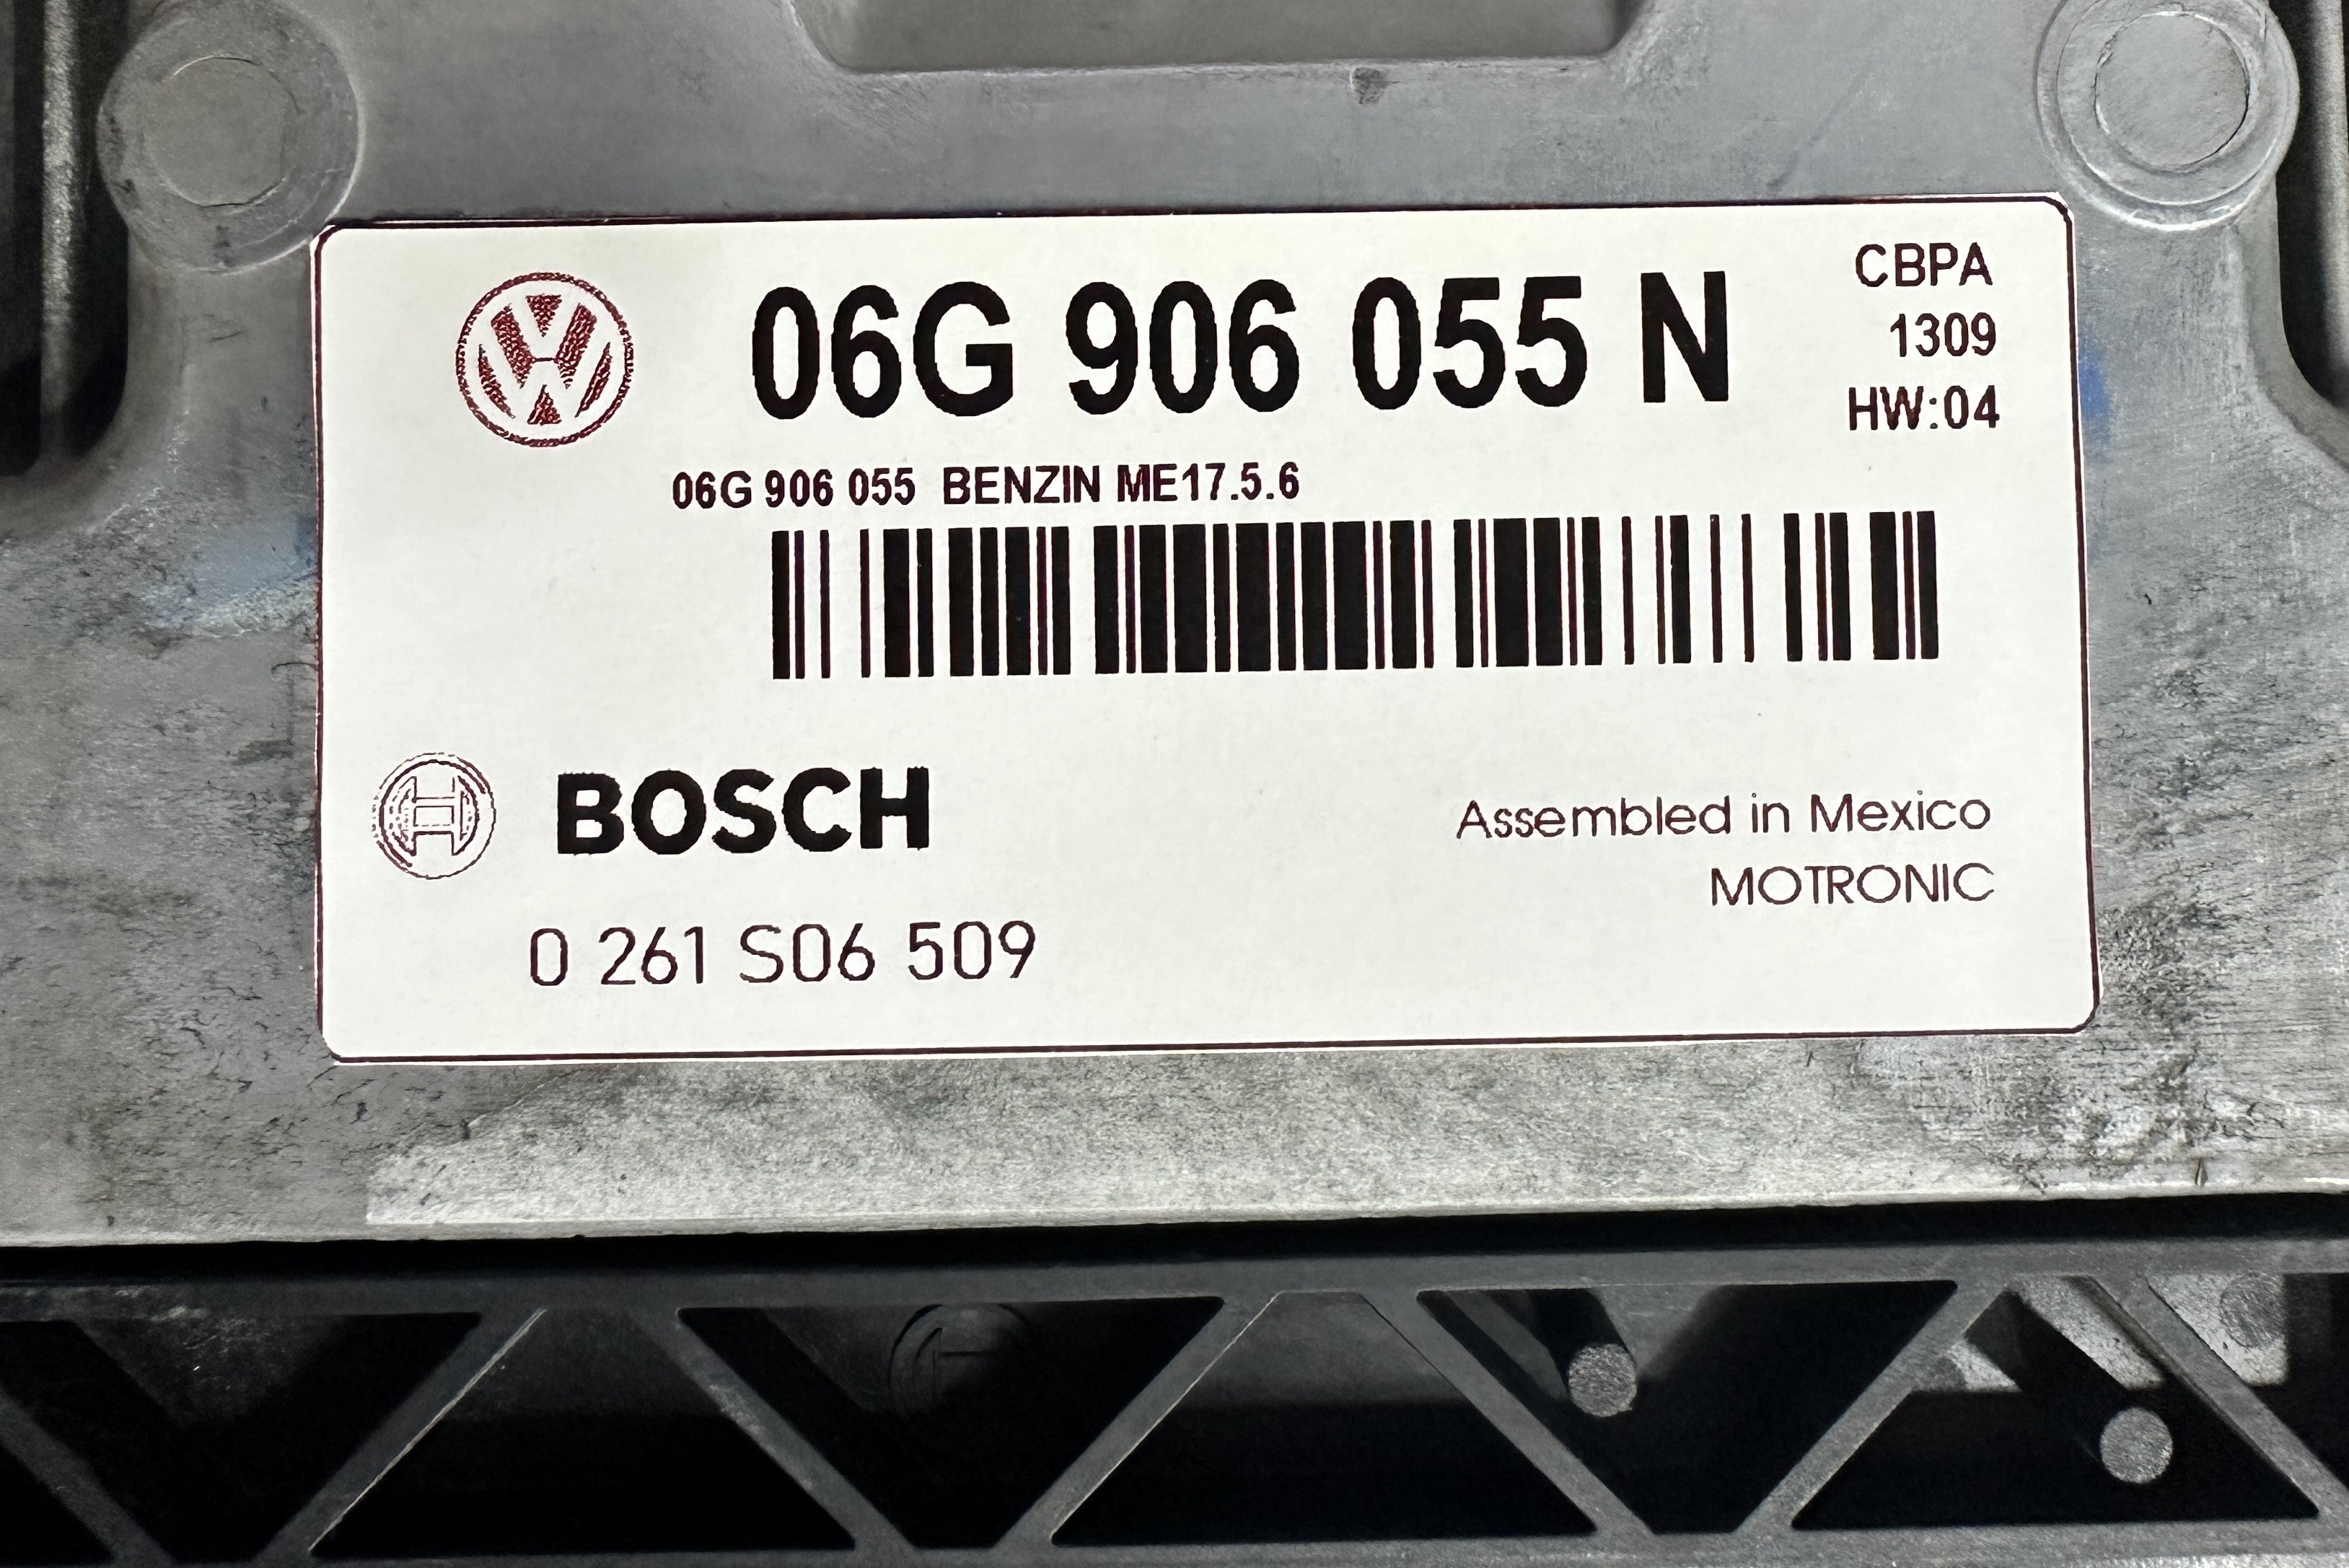 06G 906 055 N
CBPA
1309
HW:04
06G 906 055 BENZIN ME17.5.6
BOSCH
0 261 S06 509
Assembled in Mexico
MOTRONIC